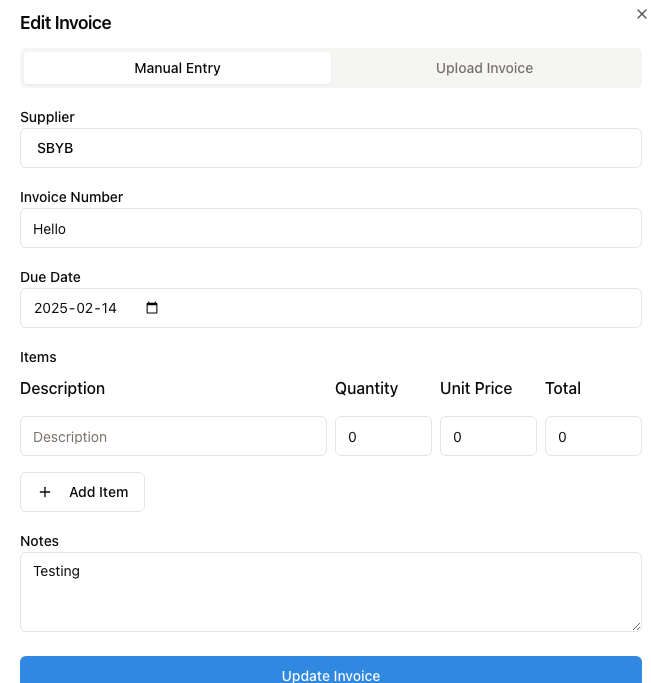 Edit Invoice
Manual Entry Upload Invoice
Supplier
SBYB
Invoice Number
Hello
Due Date
2025-02-14
Items
Description Quantity Unit Price Total
Description 0 0 0
+ Add Item
Notes
Testing
Update Invoice